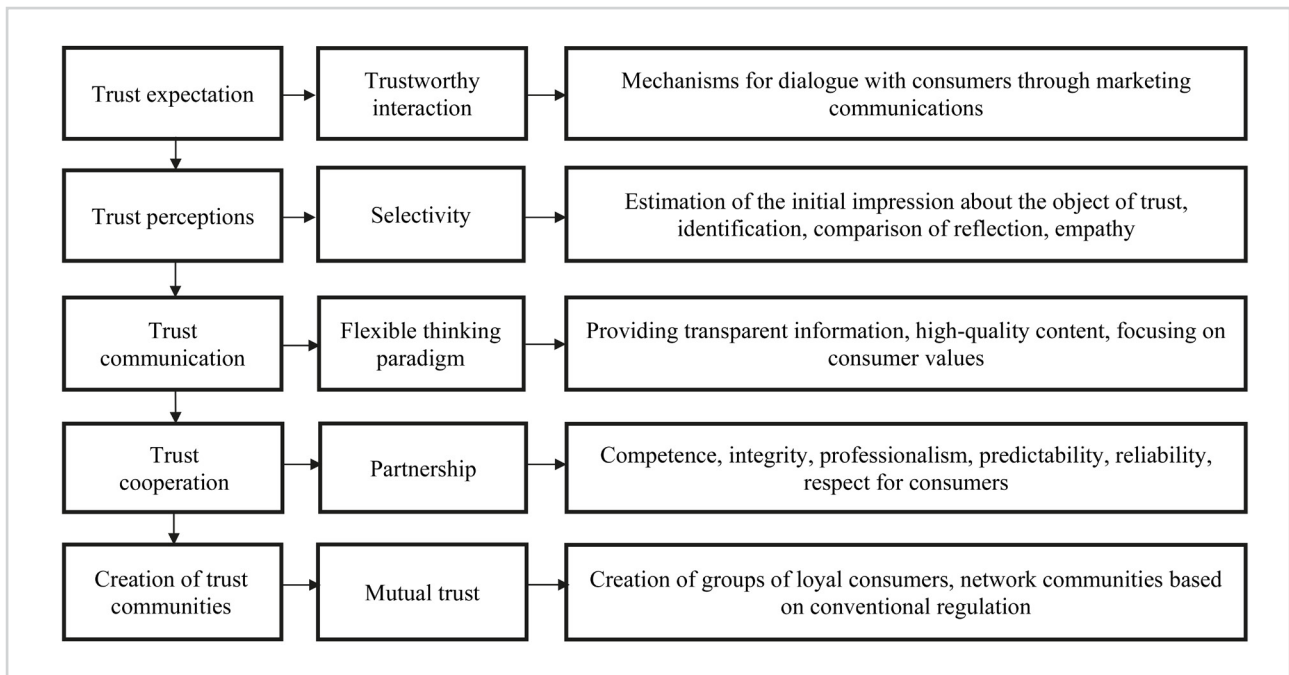 Trust expectation
Trustworthy
interaction
Mechanisms for dialogue with consumers through marketing
communications
Trust perceptions
Selectivity
Estimation of the initial impression about the object of trust,
identification, comparison of reflection, empathy
Trust
communication
Flexible thinking
paradigm
Providing transparent information, high-quality content, focusing on
consumer values
Trust
cooperation
Partnership
Competence, integrity, professionalism, predictability, reliability,
respect for consumers
Creation of trust
communities
Mutual trust
Creation of groups of loyal consumers, network communities based
on conventional regulation